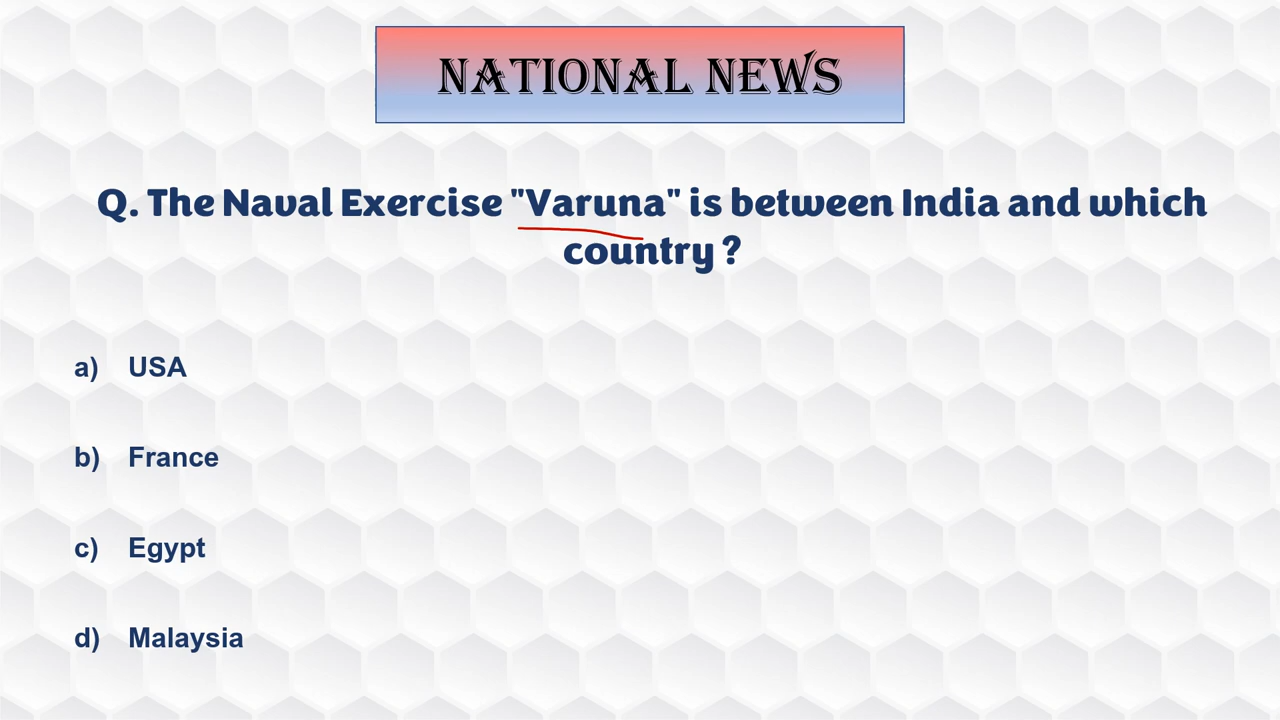 NATIONAL NEWS
Q. The Naval Exercise "Varuna" is between India and which
country ?
a) USA
b) France
c) Egypt
d) Malaysia